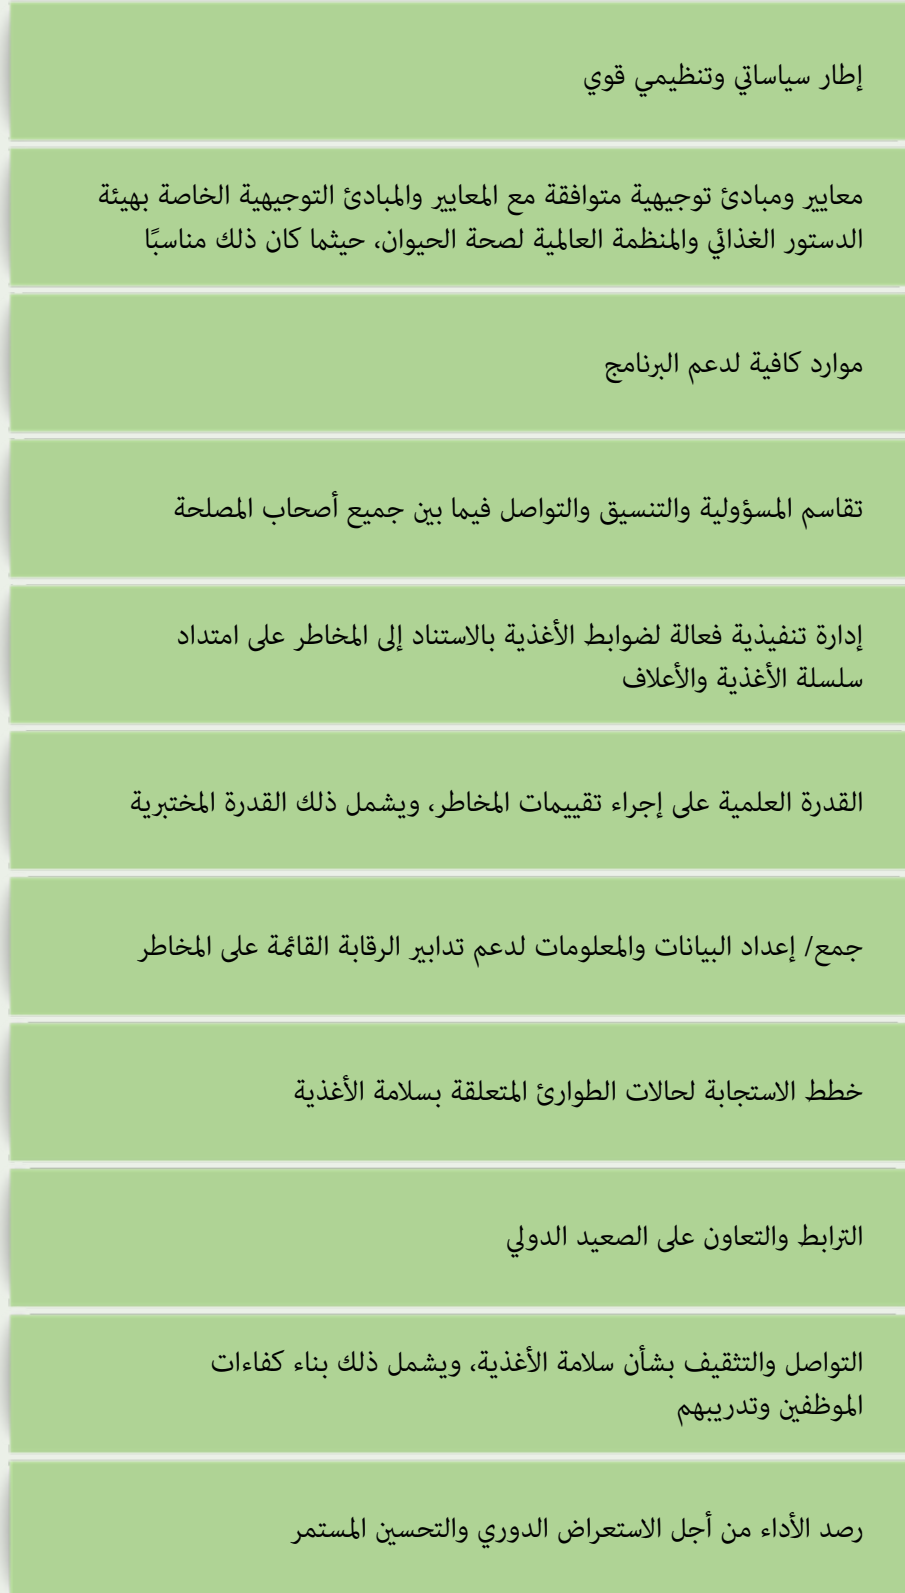 إطار سياساتي وتنظيمي قوي
معايير ومبادئ توجيهية متوافقة مع المعايير والمبادئ التوجيهية الخاصة بهيئة
الدستور الغذائي والمنظمة العالمية لصحة الحيوان، حيثما كان ذلك مناسبًا
موارد كافية لدعم البرنامج
تقاسم المسؤولية والتنسيق والتواصل فيما بين جميع أصحاب المصلحة
إدارة تنفيذية فعالة لضوابط الأغذية بالاستناد إلى المخاطر على امتداد
سلسلة الأغذية والأعلاف
القدرة العلمية على إجراء تقييمات المخاطر، ويشمل ذلك القدرة المختبرية
جمع/ إعداد البيانات والمعلومات لدعم تدابير الرقابة القائمة على المخاطر
خطط الاستجابة لحالات الطوارئ المتعلقة بسلامة الأغذية
الترابط والتعاون على الصعيد الدولي
التواصل والتثقيف بشأن سلامة الأغذية، ويشمل ذلك بناء كفاءات
الموظفين وتدريبهم
رصد الأداء من أجل الاستعراض الدوري والتحسين المستمر